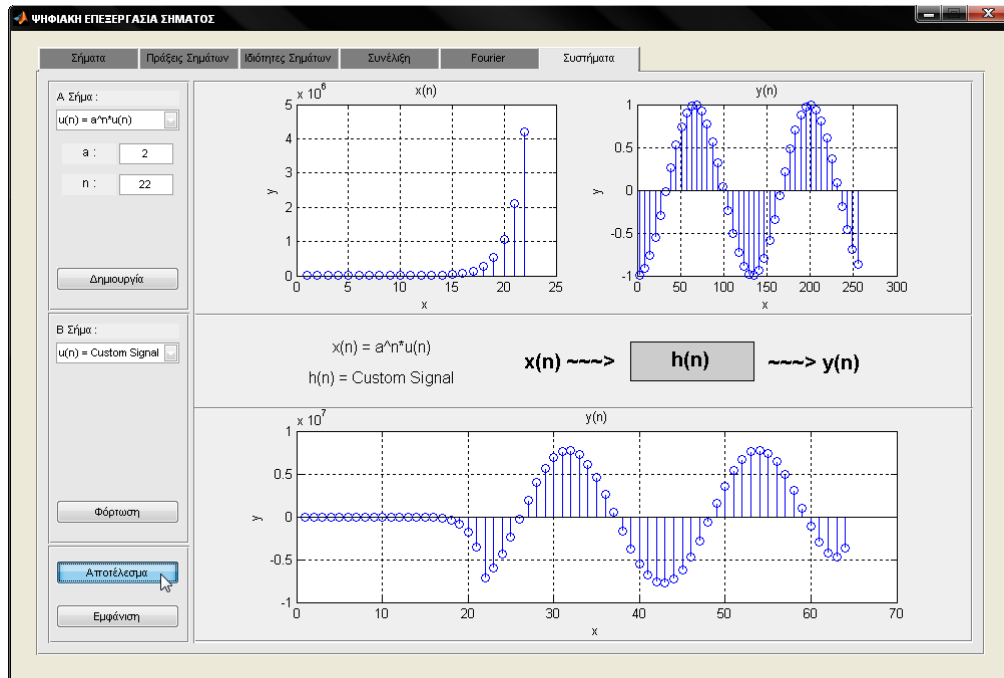 ΨΗΦΙΑΚΗ ΕΠΕΞΕΡΓΑΣΙΑ ΣΗΜΑΤΟΣ
Σήματα Πράξεις Σημάτων Ιδιότητες Σημάτων Συνέλιξη Fourier Συστήματα
Α Σήμα :
u(n) = a^n*u(n)
a : 2
n : 22
Δημιουργία
x 10^6
x(n)
5
4
3
2
1
0
y
0 5 10 15 20 25
x
y(n)
1
0.5
0
-0.5
-1
y
0 50 100 150 200 250 300
x
Β Σήμα :
u(n) = Custom Signal
Φόρτωση
x(n) = a^n*u(n)
h(n) = Custom Signal
x(n) ~~~> h(n) ~~~> y(n)
Αποτέλεσμα
Εμφάνιση
x 10^7
y(n)
1
0.5
0
-0.5
-1
y
0 10 20 30 40 50 60 70
x